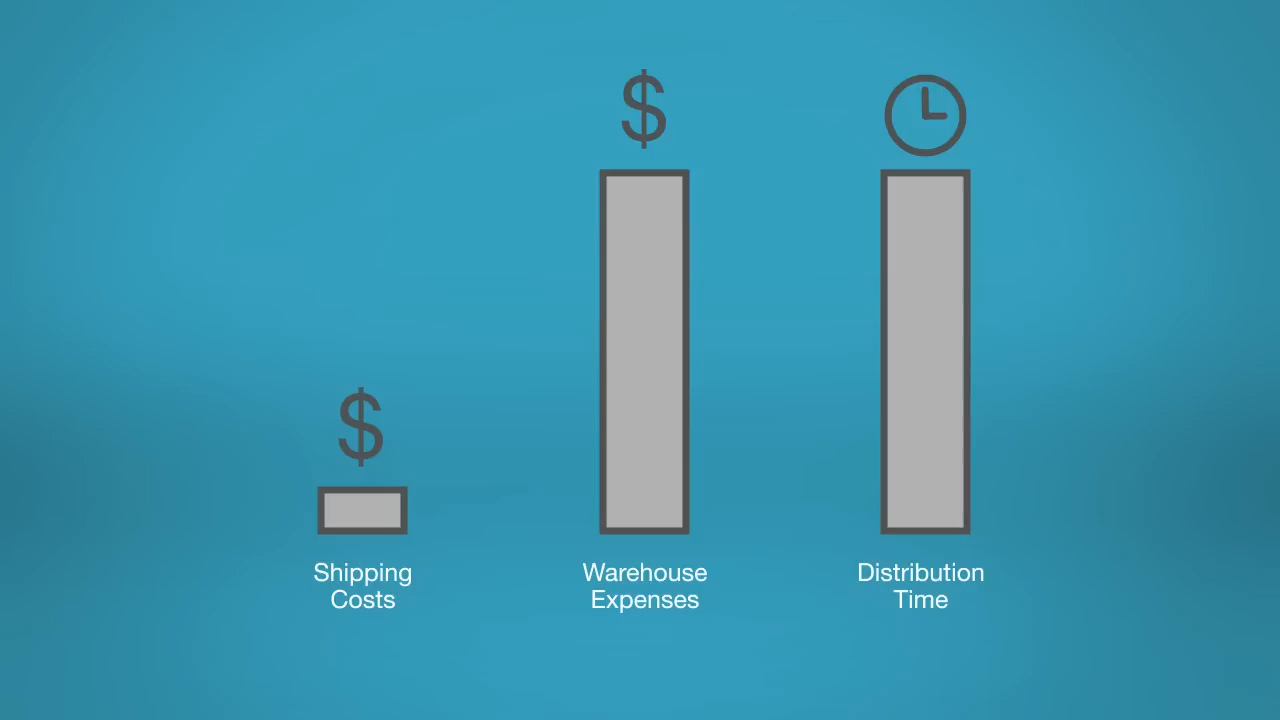 $
$
Shipping
Costs
Warehouse
Expenses
Distribution
Time